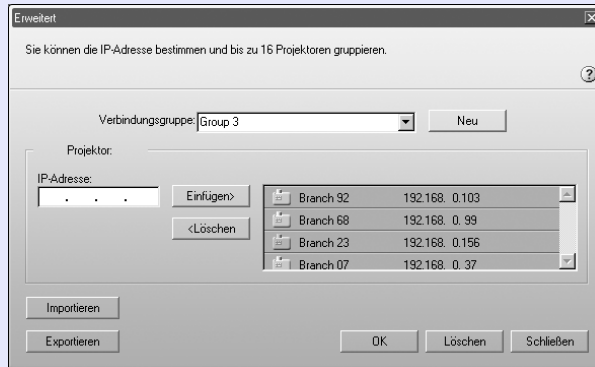 Erweitert
Sie können die IP-Adresse bestimmen und bis zu 16 Projektoren gruppieren.
?
Verbindungsgruppe: Group 3
Neu
Projektor:
IP-Adresse:
. . .
Einfügen>
<Löschen
Branch 92 192.168. 0.103
Branch 68 192.168. 0. 99
Branch 23 192.168. 0.156
Branch 07 192.168. 0. 37
Importieren
Exportieren
OK
Löschen
Schließen